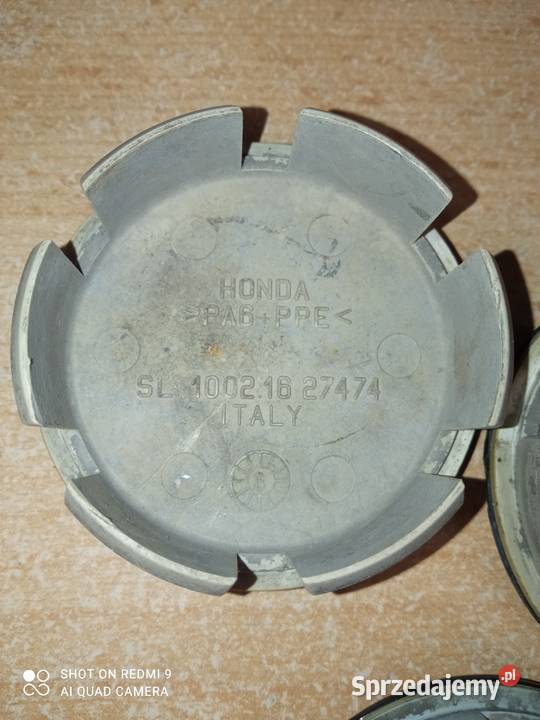 HONDA
>PA6+PPE<
SL. 1002.16 27474
ITALY
SHOT ON REDMI 9
AI QUAD CAMERA
Sprzedajemy.pl